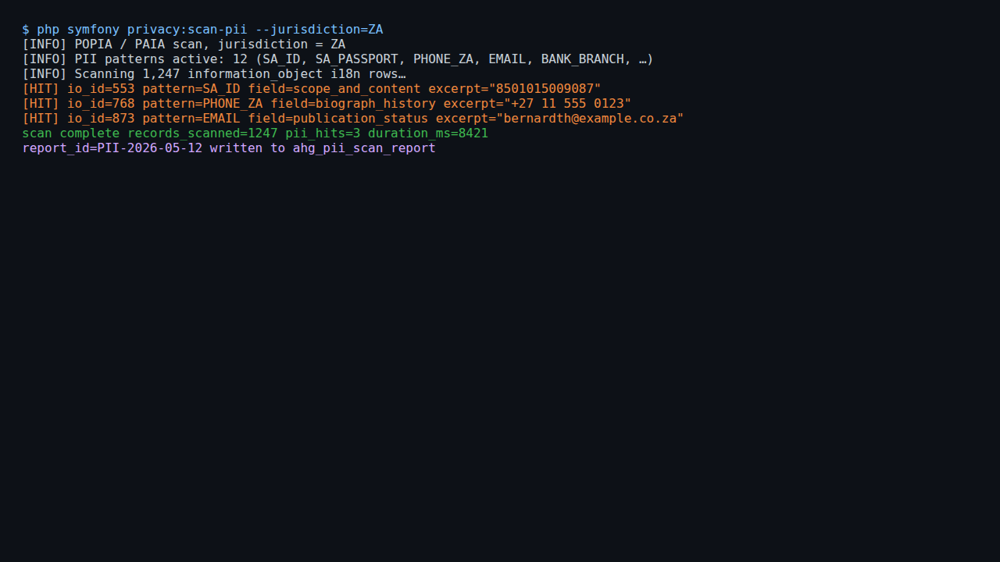 $ php symfony privacy:scan-pii --jurisdiction=ZA
[INFO] POPIA / PAIA scan, jurisdiction = ZA
[INFO] PII patterns active: 12 (SA_ID, SA_PASSPORT, PHONE_ZA, EMAIL, BANK_BRANCH, …)
[INFO] Scanning 1,247 information_object i18n rows…
[HIT] io_id=553 pattern=SA_ID field=scope_and_content excerpt="8501015009087"
[HIT] io_id=768 pattern=PHONE_ZA field=biograph_history excerpt="+27 11 555 0123"
[HIT] io_id=873 pattern=EMAIL field=publication_status excerpt="bernardth@example.co.za"
scan complete records_scanned=1247 pii_hits=3 duration_ms=8421
report_id=PII-2026-05-12 written to ahg_pii_scan_report